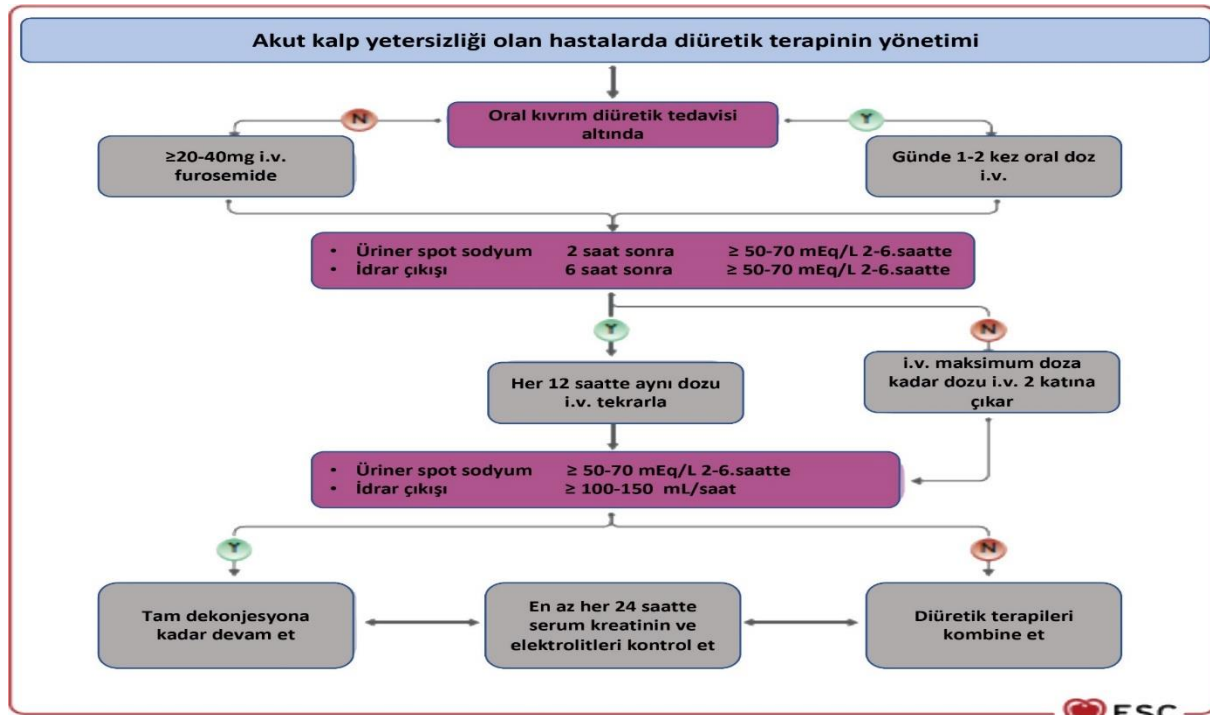 Akut kalp yetersizliği olan hastalarda diüretik terapinin yönetimi
Oral kıvrım diüretik tedavisi
altında
N
Y
≥20-40mg i.v.
furosemide
Günde 1-2 kez oral doz
i.v.
• Üriner spot sodyum 2 saat sonra ≥ 50-70 mEq/L 2-6.saatte
• İdrar çıkışı 6 saat sonra ≥ 50-70 mEq/L 2-6.saatte
Y
N
Her 12 saatte aynı dozu
i.v. tekrarla
i.v. maksimum doza
kadar dozu i.v. 2 katına
çıkar
• Üriner spot sodyum ≥ 50-70 mEq/L 2-6.saatte
• İdrar çıkışı ≥ 100-150 mL/saat
Y
N
Tam dekonjesyona
kadar devam et
En az her 24 saatte
serum kreatinin ve
elektrolitleri kontrol et
Diüretik terapileri
kombine et
ESC